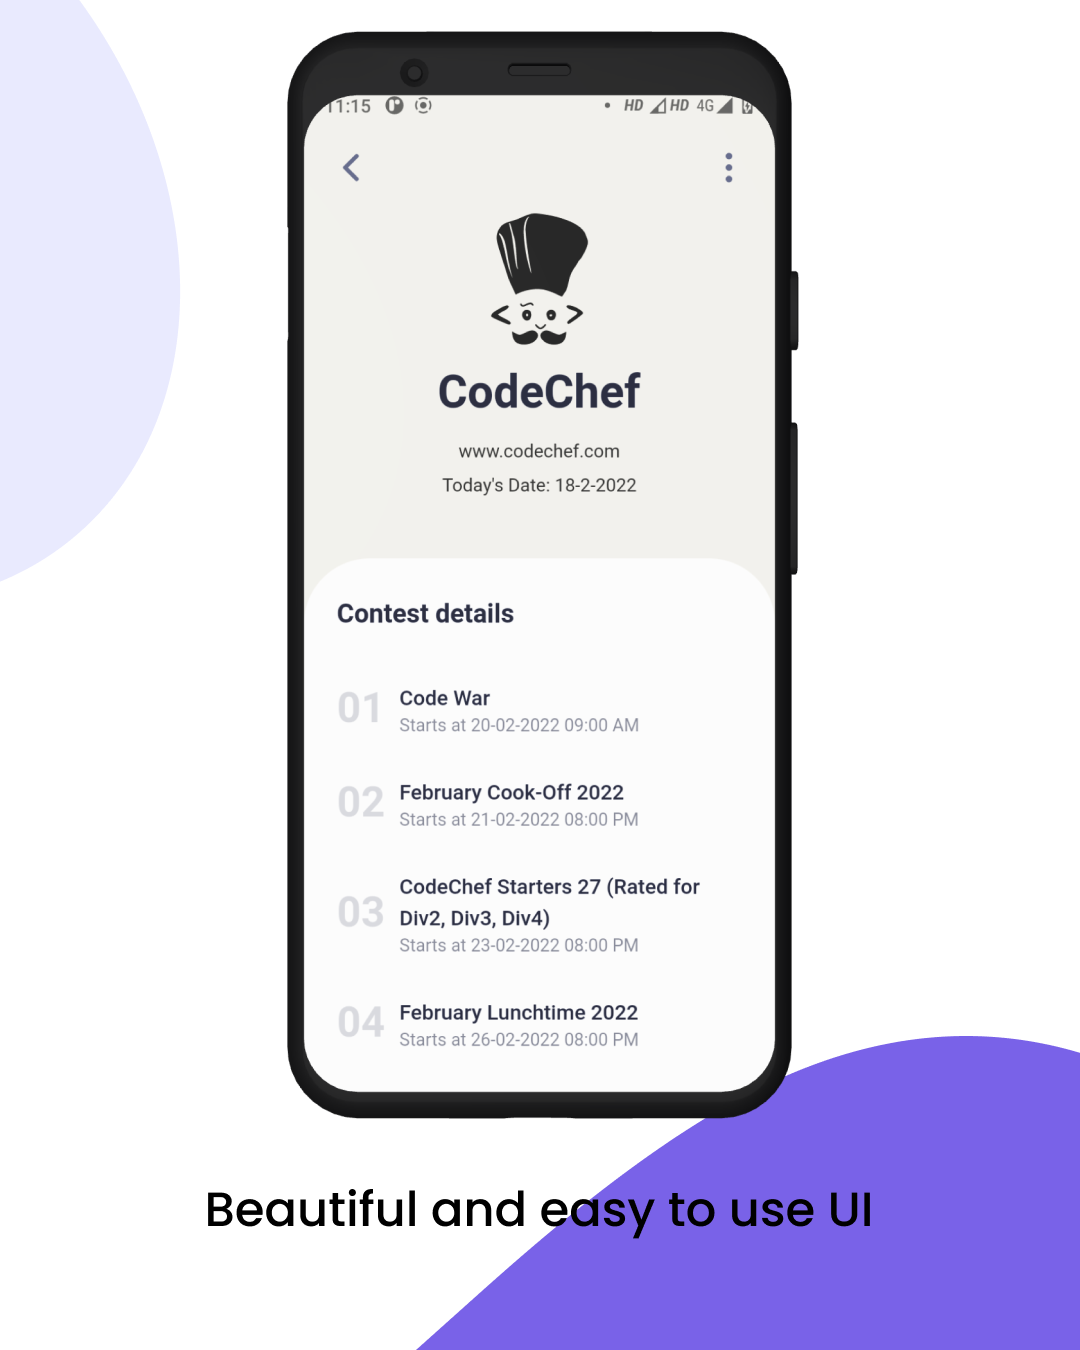 11:15 HD HD 4G
CodeChef
www.codechef.com
Today's Date: 18-2-2022
Contest details
01 Code War
Starts at 20-02-2022 09:00 AM
02 February Cook-Off 2022
Starts at 21-02-2022 08:00 PM
03 CodeChef Starters 27 (Rated for
Div2, Div3, Div4)
Starts at 23-02-2022 08:00 PM
04 February Lunchtime 2022
Starts at 26-02-2022 08:00 PM
Beautiful and easy to use UI